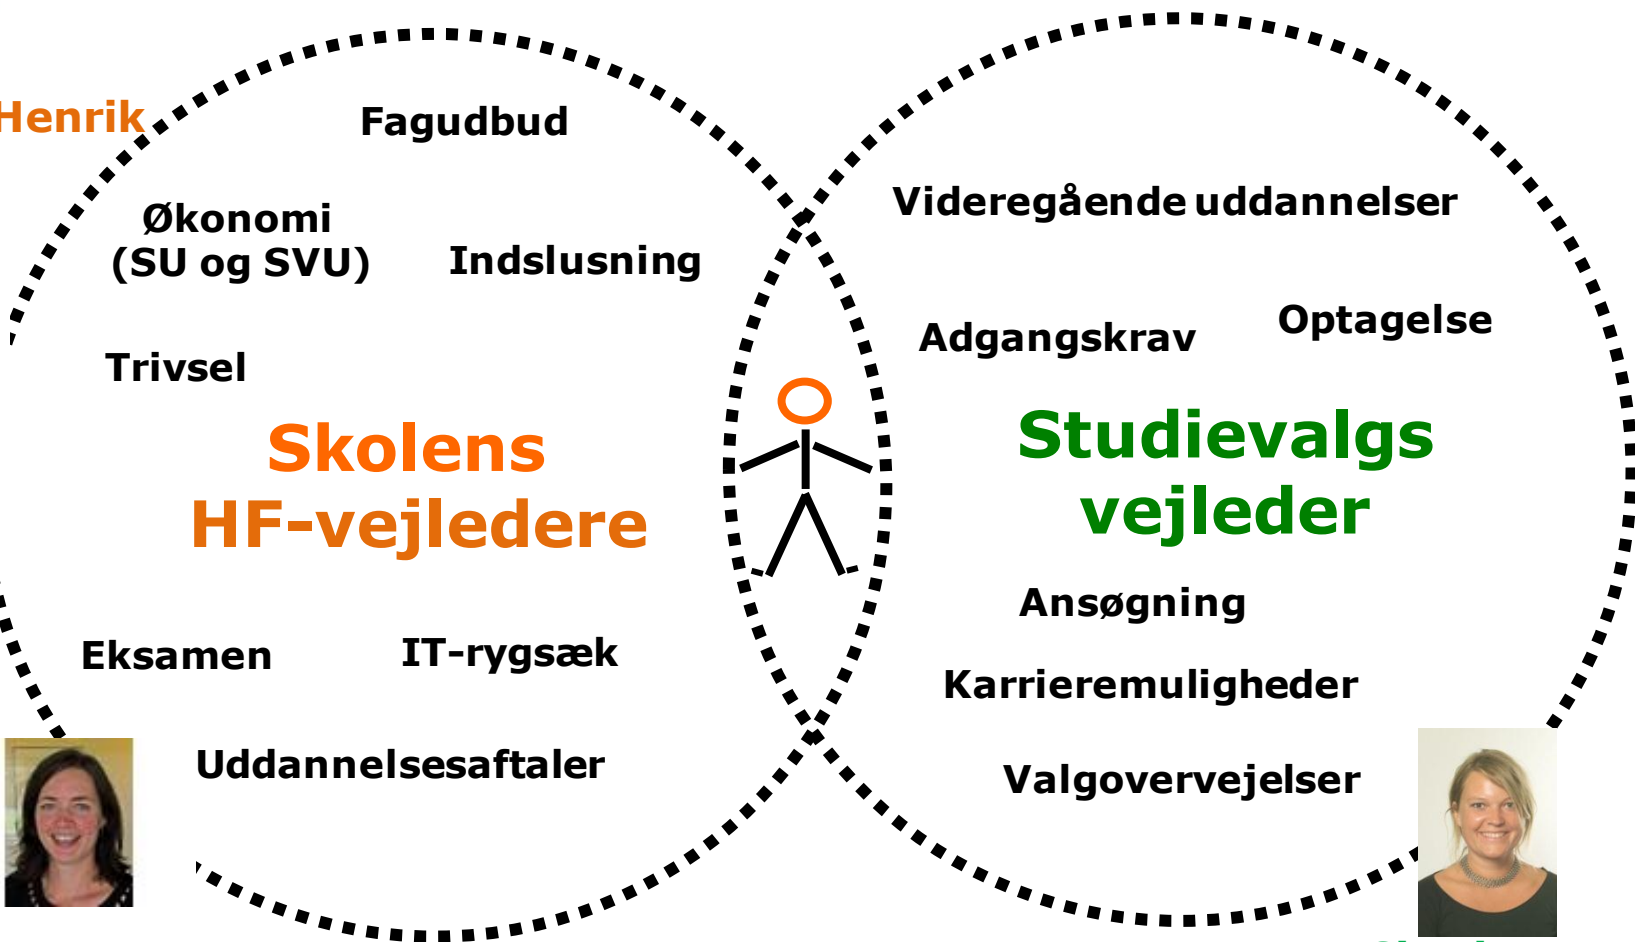 Henrik
Fagudbud
Økonomi
(SU og SVU)
Indslusning
Trivsel
Skolens
HF-vejledere
Eksamen
IT-rygsæk
Uddannelsesaftaler
Videregående uddannelser
Adgangskrav
Optagelse
Studievalgs
vejleder
Ansøgning
Karrieremuligheder
Valgovervejelser